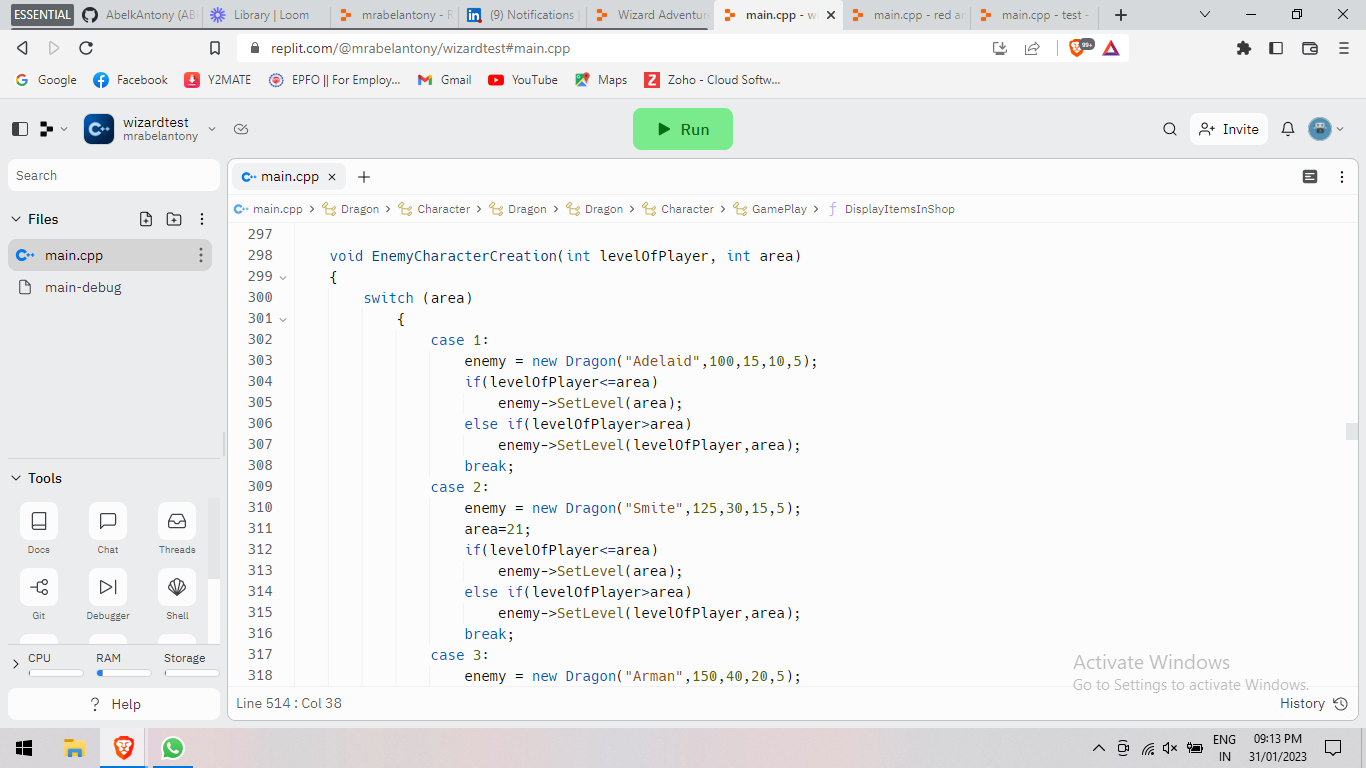 ESSENTIAL AbelkAntony (AB Library | Loom mrabelantony - R (9) Notifications Wizard Adventur main.cpp - w main.cpp - red ar main.cpp - test -
replit.com/@mrabelantony/wizardtest#main.cpp 99+
Google Facebook Y2MATE EPFO || For Employ... Gmail YouTube Maps Zoho - Cloud Softw...
wizardtest
mrabelantony
Run
Invite
Search
main.cpp
Files
main.cpp
main-debug
main.cpp > Dragon > Character > Dragon > Dragon > Character > GamePlay > DisplayItemsInShop
297
298 void EnemyCharacterCreation(int levelOfPlayer, int area)
299 {
300 switch (area)
301 {
302 case 1:
303 enemy = new Dragon("Adelaid",100,15,10,5);
304 if(levelOfPlayer<=area)
305 enemy->SetLevel(area);
306 else if(levelOfPlayer>area)
307 enemy->SetLevel(levelOfPlayer,area);
308 break;
309 case 2:
310 enemy = new Dragon("Smite",125,30,15,5);
311 area=21;
312 if(levelOfPlayer<=area)
313 enemy->SetLevel(area);
314 else if(levelOfPlayer>area)
315 enemy->SetLevel(levelOfPlayer,area);
316 break;
317 case 3:
318 enemy = new Dragon("Arman",150,40,20,5);
Tools
Docs Chat Threads
Git Debugger Shell
CPU RAM Storage
Help
Line 514 : Col 38
History
Activate Windows
Go to Settings to activate Windows.
ENG
IN
09:13 PM
31/01/2023